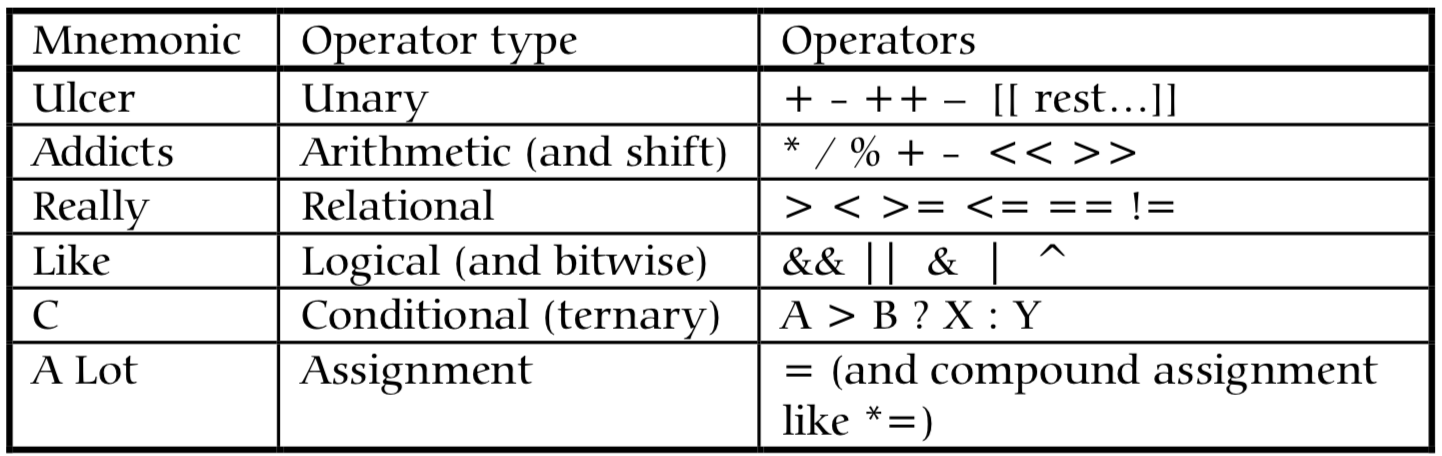 Mnemonic Operator type Operators
Ulcer Unary + - ++ – [[ rest…]]
Addicts Arithmetic (and shift) * / % + - << >>
Really Relational > < >= <= == !=
Like Logical (and bitwise) && || & | ^
C Conditional (ternary) A > B ? X : Y
A Lot Assignment = (and compound assignment
like *=)